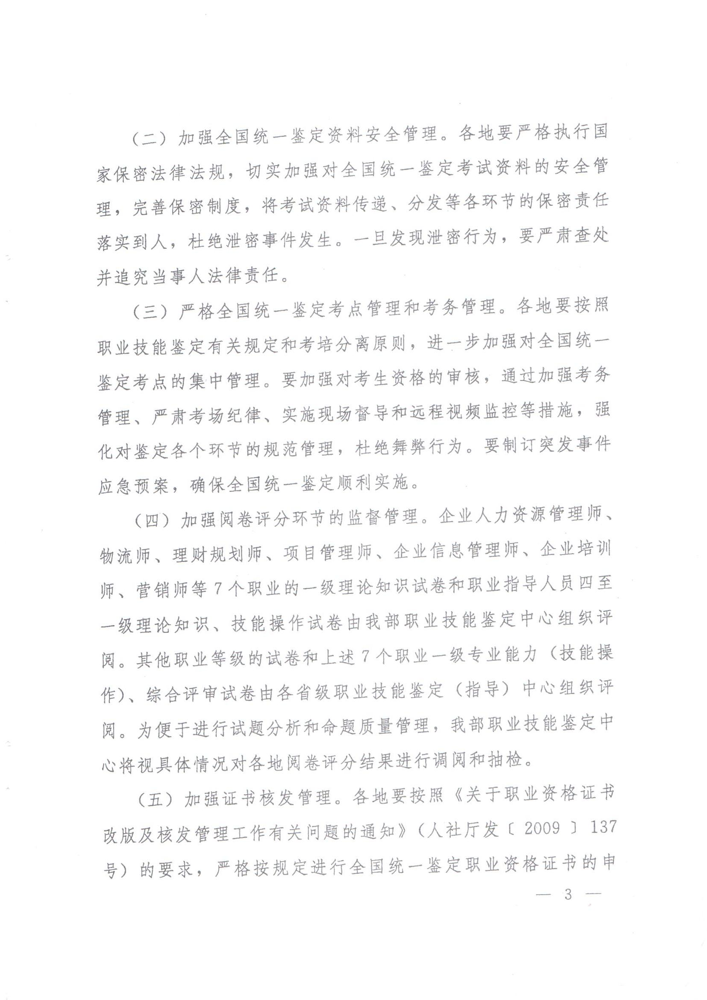 （二）加强全国统一鉴定资料安全管理。各地要严格执行国
家保密法律法规，切实加强对全国统一鉴定考试资料的安全管
理，完善保密制度，将考试资料传递、分发等各环节的保密责任
落实到人，杜绝泄密事件发生。一旦发现泄密行为，要严肃查处
并追究当事人法律责任。
（三）严格全国统一鉴定考点管理和考务管理。各地要按照
职业技能鉴定有关规定和考培分离原则，进一步加强对全国统一
鉴定考点的集中管理。要加强对考生资格的审核，通过加强考务
管理、严肃考场纪律、实施现场督导和远程视频监控等措施，强
化对鉴定各个环节的规范管理，杜绝舞弊行为。要制订突发事件
应急预案，确保全国统一鉴定顺利实施。
（四）加强阅卷评分环节的监督管理。企业人力资源管理师、
物流师、理财规划师、项目管理师、企业信息管理师、企业培训
师、营销师等7个职业的一级理论知识试卷和职业指导人员四至
一级理论知识、技能操作试卷由我部职业技能鉴定中心组织评
阅。其他职业等级的试卷和上述7个职业一级专业能力（技能操
作）、综合评审试卷由各省级职业技能鉴定（指导）中心组织评
阅。为便于进行试题分析和命题质量管理，我部职业技能鉴定中
心将视具体情况对各地阅卷评分结果进行调阅和抽检。
（五）加强证书核发管理。各地要按照《关于职业资格证书
改版及核发管理工作有关问题的通知》（人社厅发〔2009〕137
号）的要求，严格按规定进行全国统一鉴定职业资格证书的申
— 3 —